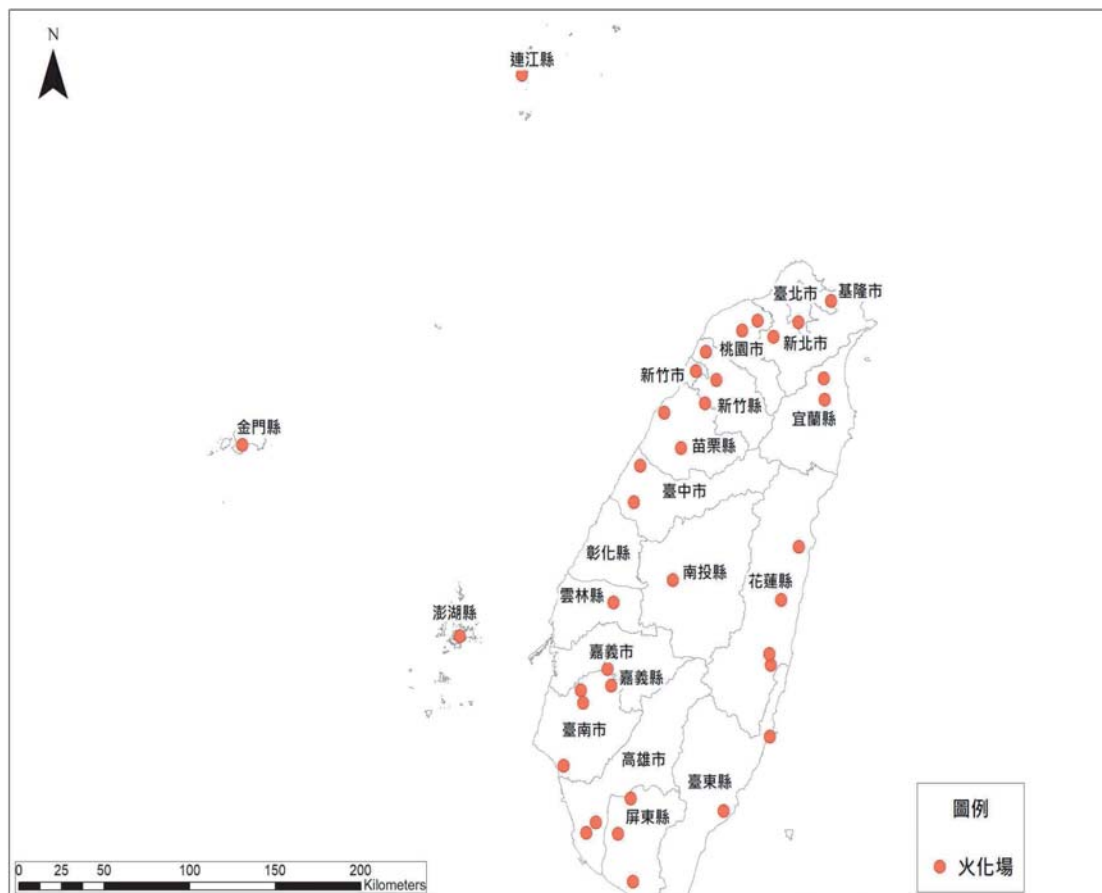 N
連江縣
基隆市
臺北市
新北市
桃園市
新竹市
新竹縣
宜蘭縣
金門縣
苗栗縣
臺中市
彰化縣
南投縣
花蓮縣
雲林縣
澎湖縣
嘉義市
嘉義縣
臺南市
高雄市
臺東縣
屏東縣
圖例
火化場
0 25 50 100 150 200
Kilometers